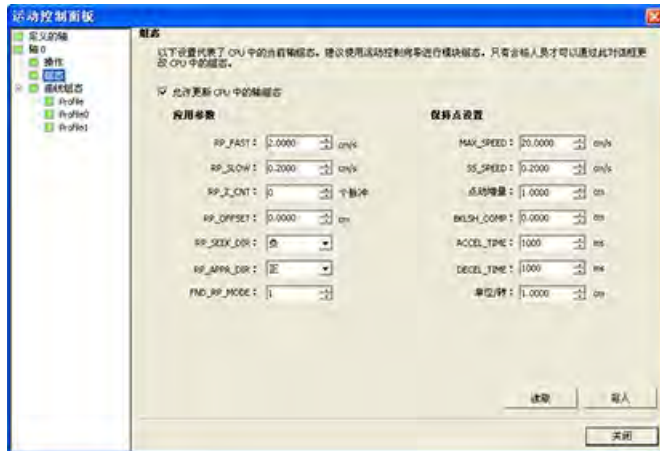 运动控制面板
定义的轴
轴 0
操作
组态
曲线组态
Profile
Profile0
Profile1
组态
以下设置代表了 CPU 中的当前轴组态。建议使用运动控制向导进行模块组态。只有合格人员才可以通过此对话框更
改 CPU 中的组态。
允许更新 CPU 中的轴组态
应用参数
RP_FAST： 2.0000 cm/s
RP_SLOW： 0.2000 cm/s
RP_Z_CNT： 0 个脉冲
RP_OFFSET： 0.0000 cm
RP_SEEK_DIR： 负
RP_APPR_DIR： 正
FND_RP_MODE： 1
保持点设置
MAX_SPEED： 20.0000 cm/s
SS_SPEED： 0.2000 cm/s
点动增量： 1.0000 cm
BKLSH_COMP： 0.0000 cm
ACCEL_TIME： 1000 ms
DECEL_TIME： 1000 ms
单位/转： 1.0000 cm
读取 写入
关闭